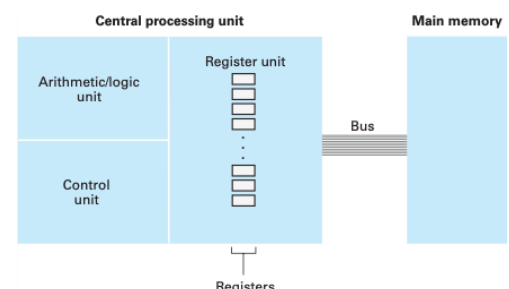 Central processing unit
Main memory
Register unit
Arithmetic/logic
unit
Bus
Control
unit
Registers